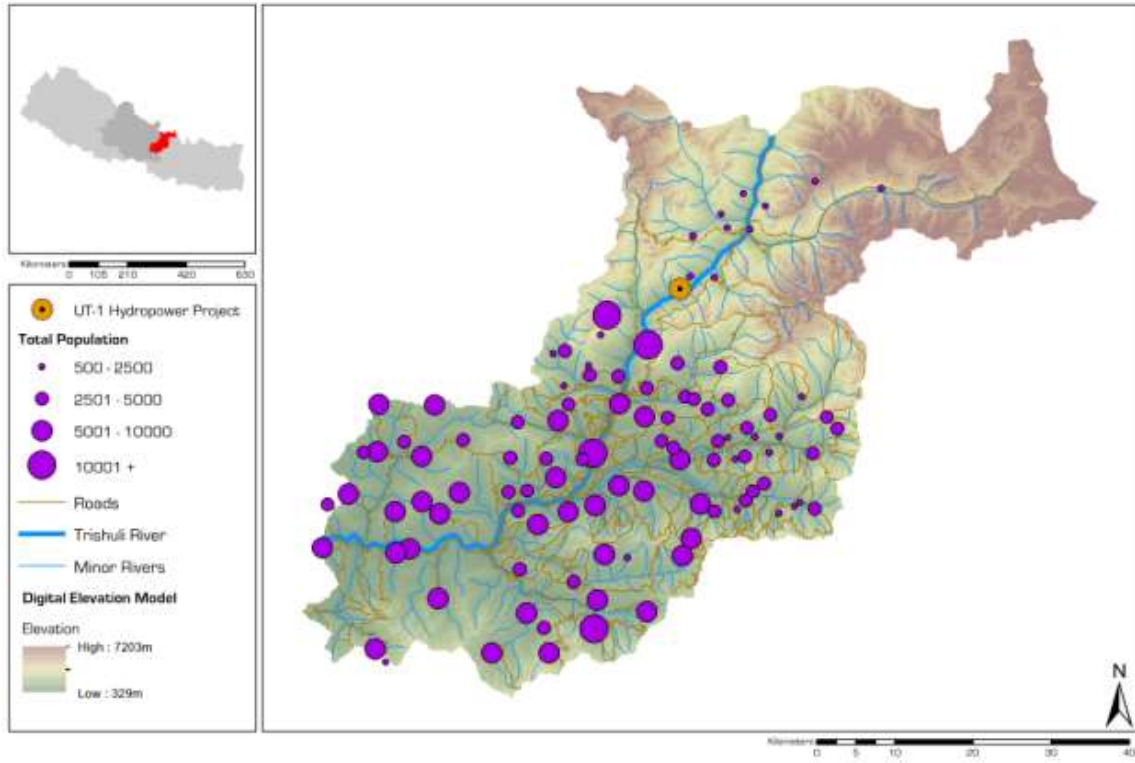 Kilometers
0 105 210 420 630
UT-1 Hydropower Project
Total Population
500 - 2500
2501 - 5000
5001 - 10000
10001 +
Roads
Trishuli River
Minor Rivers
Digital Elevation Model
Elevation
High : 7203m
Low : 329m
N
Kilometers
0 5 10 20 30 40